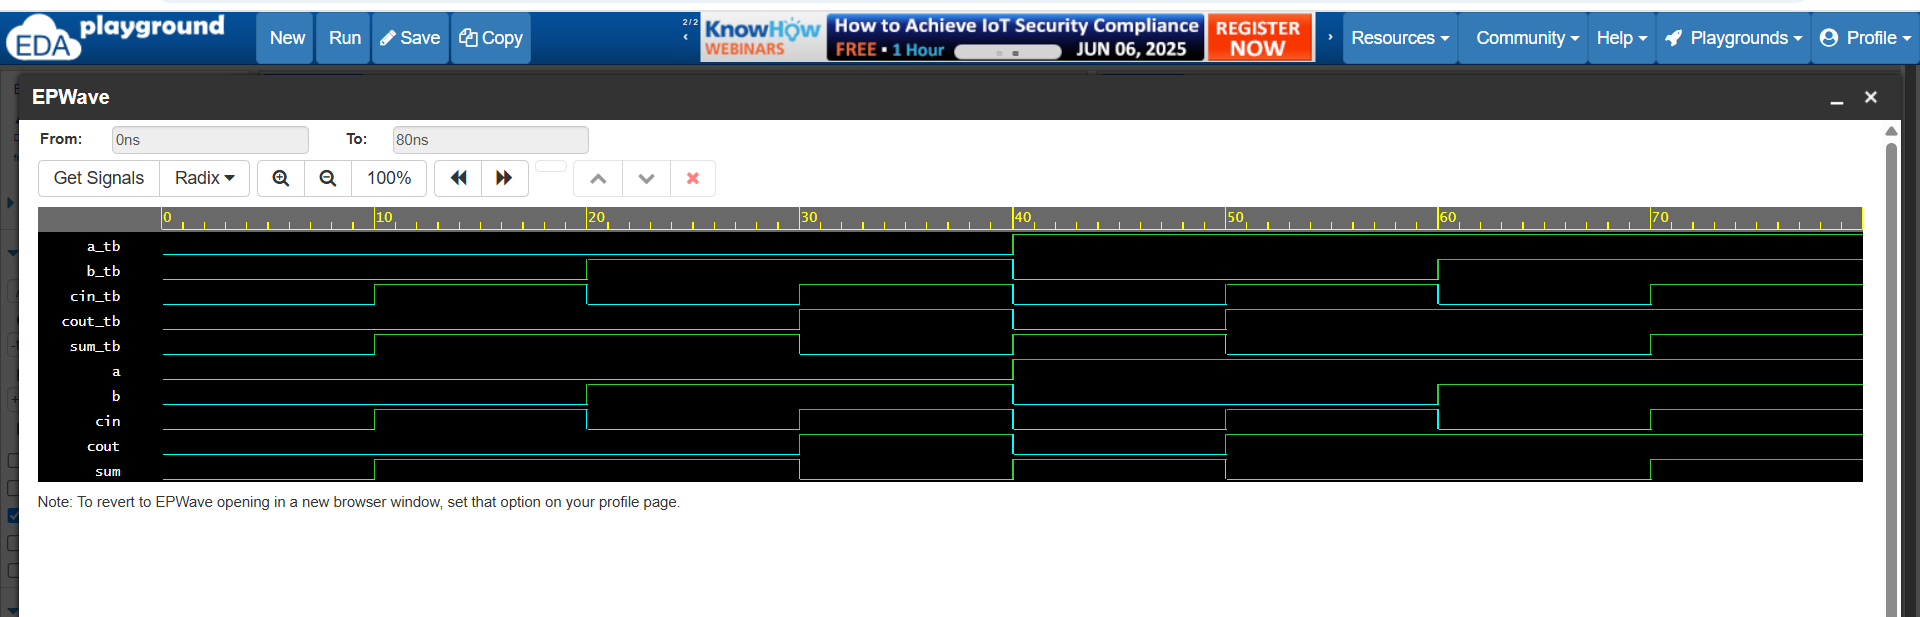 EDA playground
New
Run
Save
Copy
2/2
KnowHow
WEBINARS
How to Achieve IoT Security Compliance
FREE • 1 Hour
JUN 06, 2025
REGISTER
NOW
Resources
Community
Help
Playgrounds
Profile
EPWave
From: 0ns To: 80ns
Get Signals Radix 100%
0 10 20 30 40 50 60 70
a_tb
b_tb
cin_tb
cout_tb
sum_tb
a
b
cin
cout
sum
Note: To revert to EPWave opening in a new browser window, set that option on your profile page.